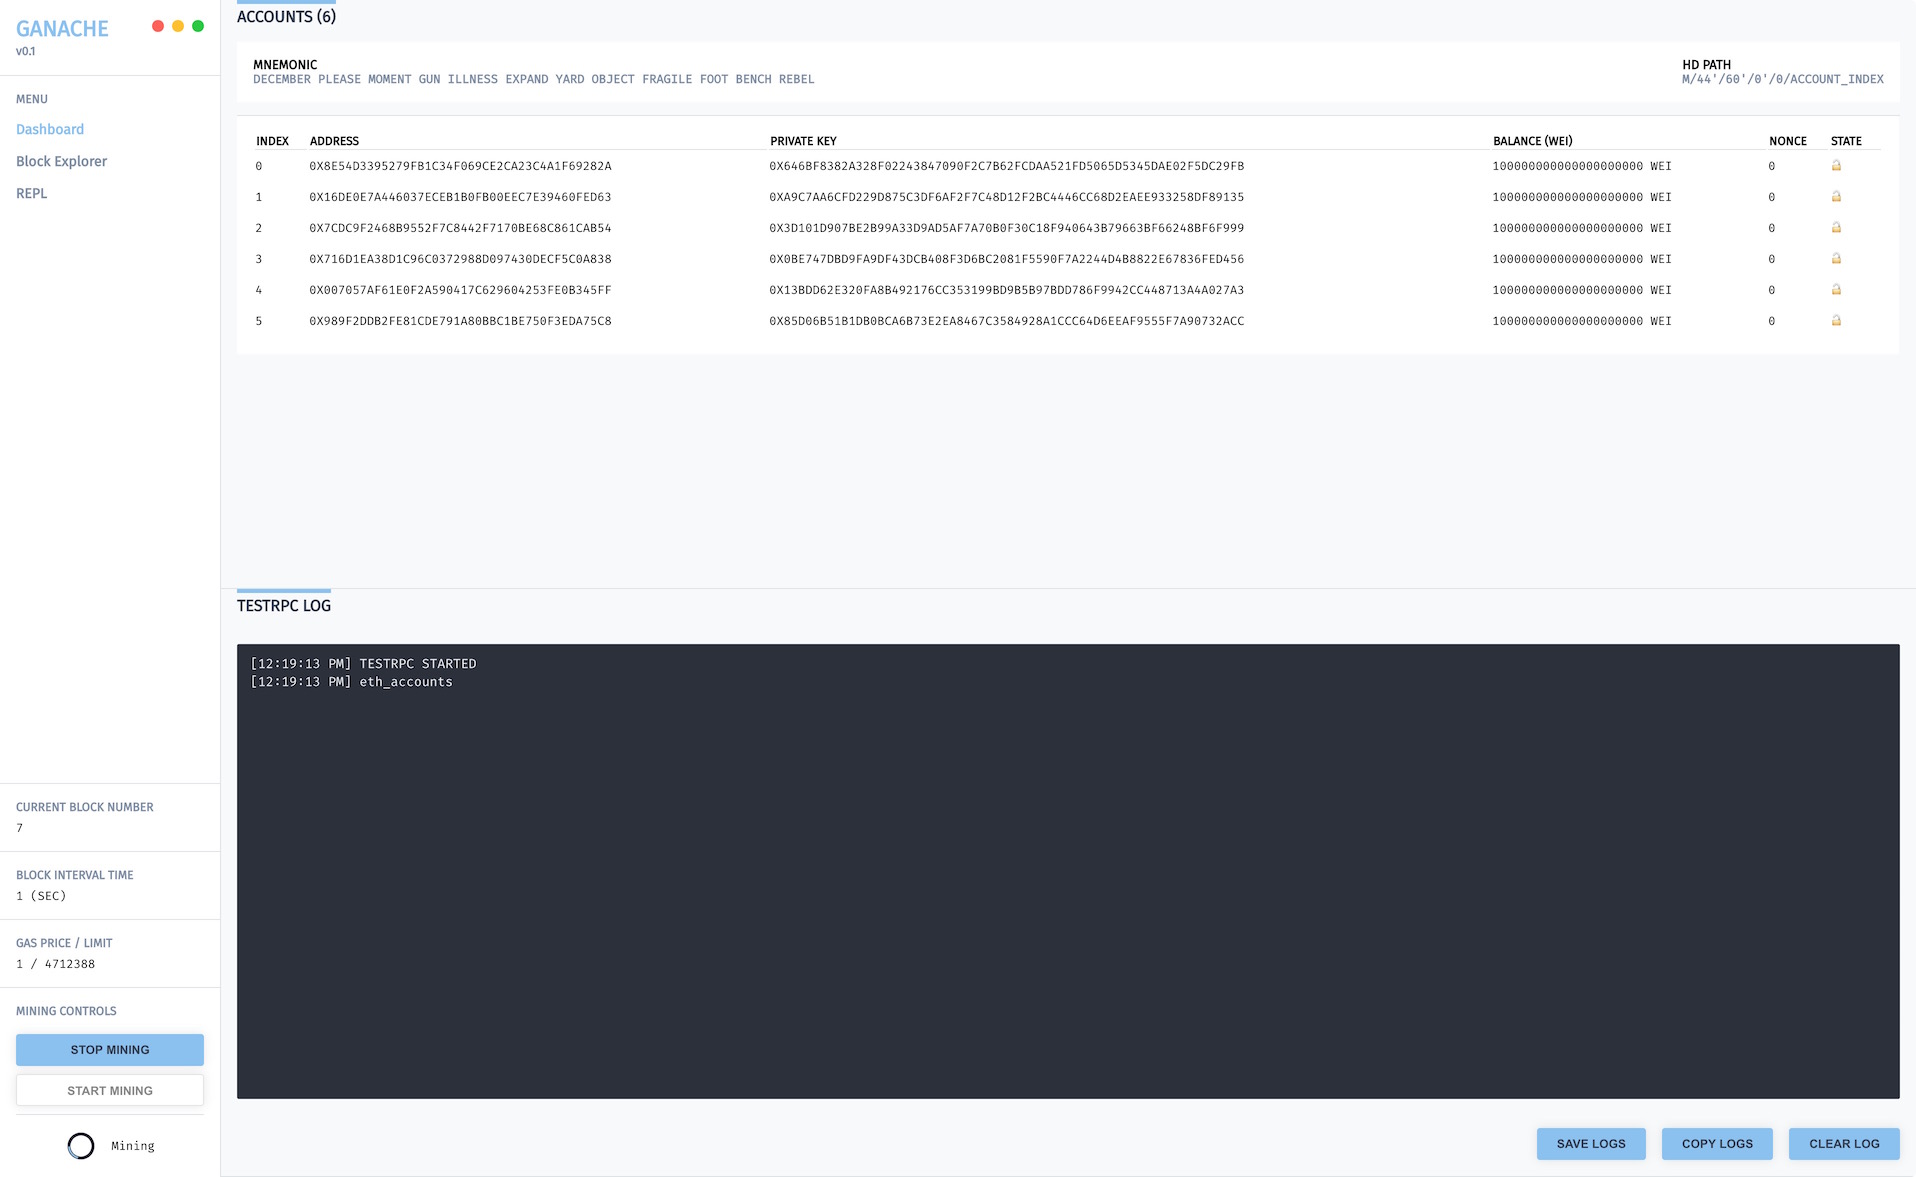 GANACHE
v0.1
MENU
Dashboard
Block Explorer
REPL
CURRENT BLOCK NUMBER
7
BLOCK INTERVAL TIME
1 (SEC)
GAS PRICE / LIMIT
1 / 4712388
MINING CONTROLS
STOP MINING
START MINING
Mining
ACCOUNTS (6)
MNEMONIC HD PATH
DECEMBER PLEASE MOMENT GUN ILLNESS EXPAND YARD OBJECT FRAGILE FOOT BENCH REBEL M/44'/60'/0'/0/ACCOUNT_INDEX
INDEX ADDRESS PRIVATE KEY BALANCE (WEI) NONCE STATE
0 0X8E54D3395279FB1C34F069CE2CA23C4A1F69282A 0X646BF8382A328F02243847090F2C7B62FCDAA521FD5065D5345DAE02F5DC29FB 100000000000000000000 WEI 0
1 0X16DE0E7A446037ECEB1B0FB00EEC7E39460FED63 0XA9C7AA6CFD229D875C3DF6AF2F7C48D12F2BC4446CC68D2EAEE933258DF89135 100000000000000000000 WEI 0
2 0X7CDC9F2468B9552F7C8442F7170BE68C861CAB54 0X3D101D907BE2B99A33D9AD5AF7A70B0F30C18F940643B79663BF66248BF6F999 100000000000000000000 WEI 0
3 0X716D1EA38D1C96C0372988D097430DECF5C0A838 0X0BE747DBD9FA9DF43DCB408F3D6BC2081F5590F7A2244D4B8822E67836FED456 100000000000000000000 WEI 0
4 0X007057AF61E0F2A590417C629604253FE0B345FF 0X13BDD62E320FA8B492176CC353199BD9B5B97BDD786F9942CC448713A4A027A3 100000000000000000000 WEI 0
5 0X989F2DDB2FE81CDE791A80BBC1BE750F3EDA75C8 0X85D06B51B1DB0BCA6B73E2EA8467C3584928A1CCC64D6EEAF9555F7A90732ACC 100000000000000000000 WEI 0
TESTRPC LOG
[12:19:13 PM] TESTRPC STARTED
[12:19:13 PM] eth_accounts
SAVE LOGS COPY LOGS CLEAR LOG